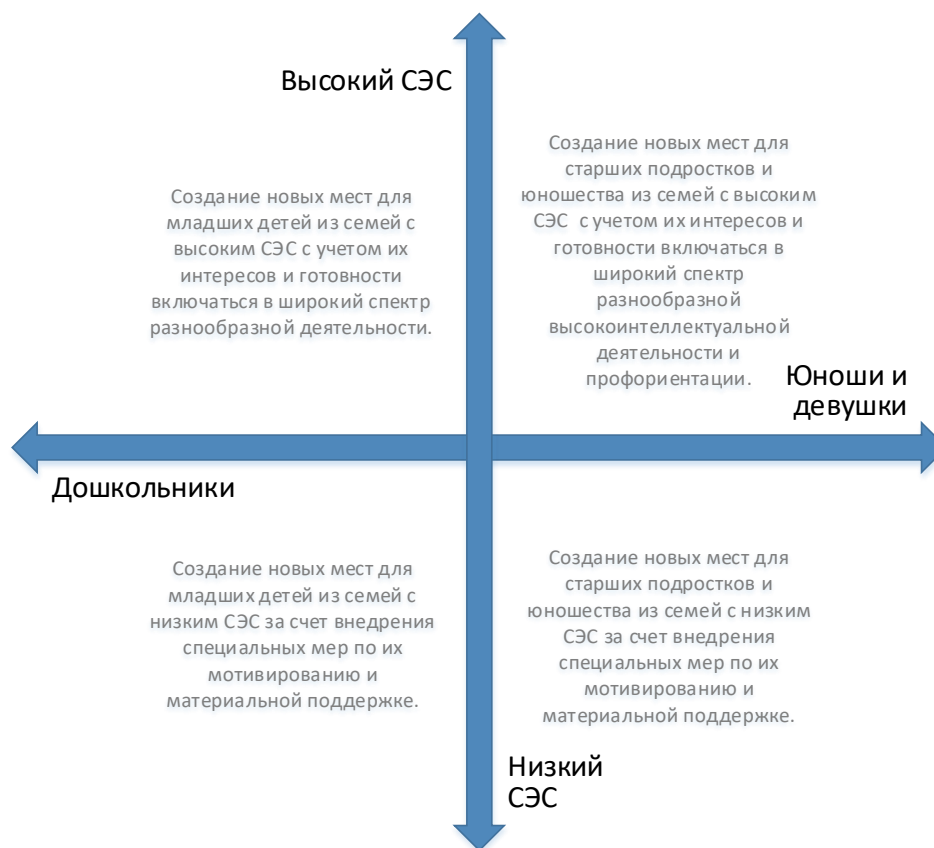 Высокий СЭС
Создание новых мест для
младших детей из семей с
высоким СЭС с учетом их
интересов и готовности
включаться в широкий спектр
разнообразной деятельности.
Создание новых мест для
старших подростков и
юношества из семей с высоким
СЭС с учетом их интересов и
готовности включаться в
широкий спектр
разнообразной
высокоинтеллектуальной
деятельности и
профориентации.
Юноши и
девушки
Дошкольники
Создание новых мест для
младших детей из семей с
низким СЭС за счет внедрения
специальных мер по их
мотивированию и
материальной поддержке.
Создание новых мест для
старших подростков и
юношества из семей с низким
СЭС за счет внедрения
специальных мер по их
мотивированию и
материальной поддержке.
Низкий
СЭС